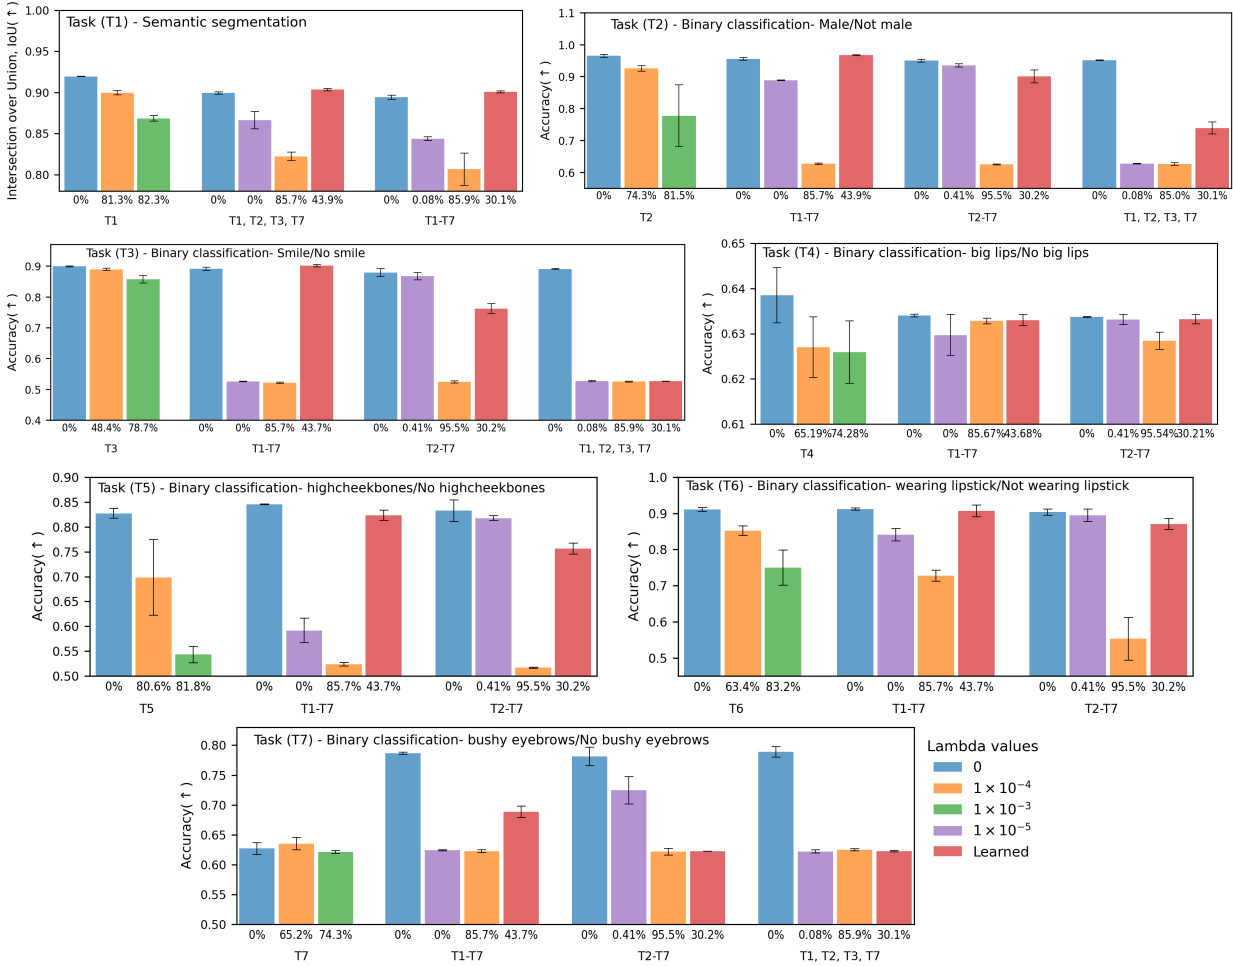 Task (T1) - Semantic segmentation
Intersection over Union, IoU(↑)
1.00
0.95
0.90
0.85
0.80
0% 81.3% 82.3% 0% 0% 85.7% 43.9% 0% 0.08% 85.9% 30.1%
T1 T1, T2, T3, T7 T1-T7
Task (T2) - Binary classification- Male/Not male
Accuracy(↑)
1.1
1.0
0.9
0.8
0.7
0.6
0% 74.3% 81.5% 0% 0% 85.7% 43.9% 0% 0.41% 95.5% 30.2% 0% 0.08% 85.0% 30.1%
T2 T1-T7 T2-T7 T1, T2, T3, T7
Task (T3) - Binary classification- Smile/No smile
Accuracy(↑)
0.9
0.8
0.7
0.6
0.5
0.4
0% 48.4% 78.7% 0% 0% 85.7% 43.7% 0% 0.41% 95.5% 30.2% 0% 0.08% 85.9% 30.1%
T3 T1-T7 T2-T7 T1, T2, T3, T7
Task (T4) - Binary classification- big lips/No big lips
Accuracy(↑)
0.65
0.64
0.63
0.62
0.61
0% 65.19% 74.28% 0% 0% 85.67% 43.68% 0% 0.41% 95.54% 30.21%
T4 T1-T7 T2-T7
Task (T5) - Binary classification- highcheekbones/No highcheekbones
Accuracy(↑)
0.90
0.85
0.80
0.75
0.70
0.65
0.60
0.55
0.50
0% 80.6% 81.8% 0% 0% 85.7% 43.7% 0% 0.41% 95.5% 30.2%
T5 T1-T7 T2-T7
Task (T6) - Binary classification- wearing lipstick/Not wearing lipstick
Accuracy(↑)
1.0
0.9
0.8
0.7
0.6
0.5
0% 63.4% 83.2% 0% 0% 85.7% 43.7% 0% 0.41% 95.5% 30.2%
T6 T1-T7 T2-T7
Task (T7) - Binary classification- bushy eyebrows/No bushy eyebrows
Accuracy(↑)
0.80
0.75
0.70
0.65
0.60
0.55
0.50
0% 65.2% 74.3% 0% 0% 85.7% 43.7% 0% 0.41% 95.5% 30.2% 0% 0.08% 85.9% 30.1%
T7 T1-T7 T2-T7 T1, T2, T3, T7
Lambda values
0
1 × 10⁻⁴
1 × 10⁻³
1 × 10⁻⁵
Learned